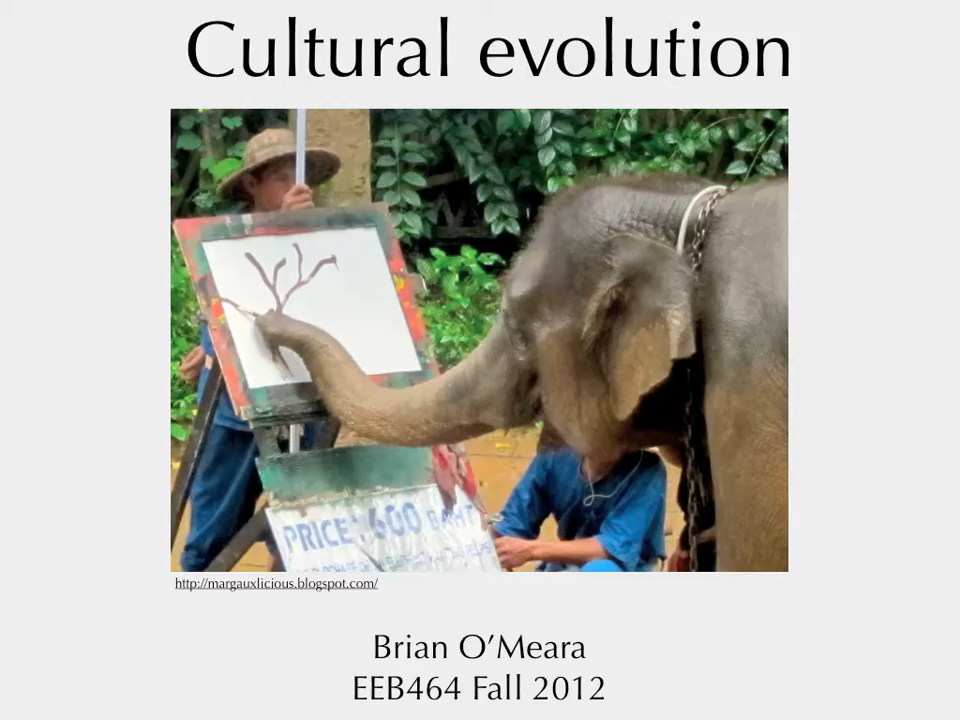 Cultural evolution
PRICE: 600 BAHT
http://margauxlicious.blogspot.com/
Brian O'Meara
EEB464 Fall 2012